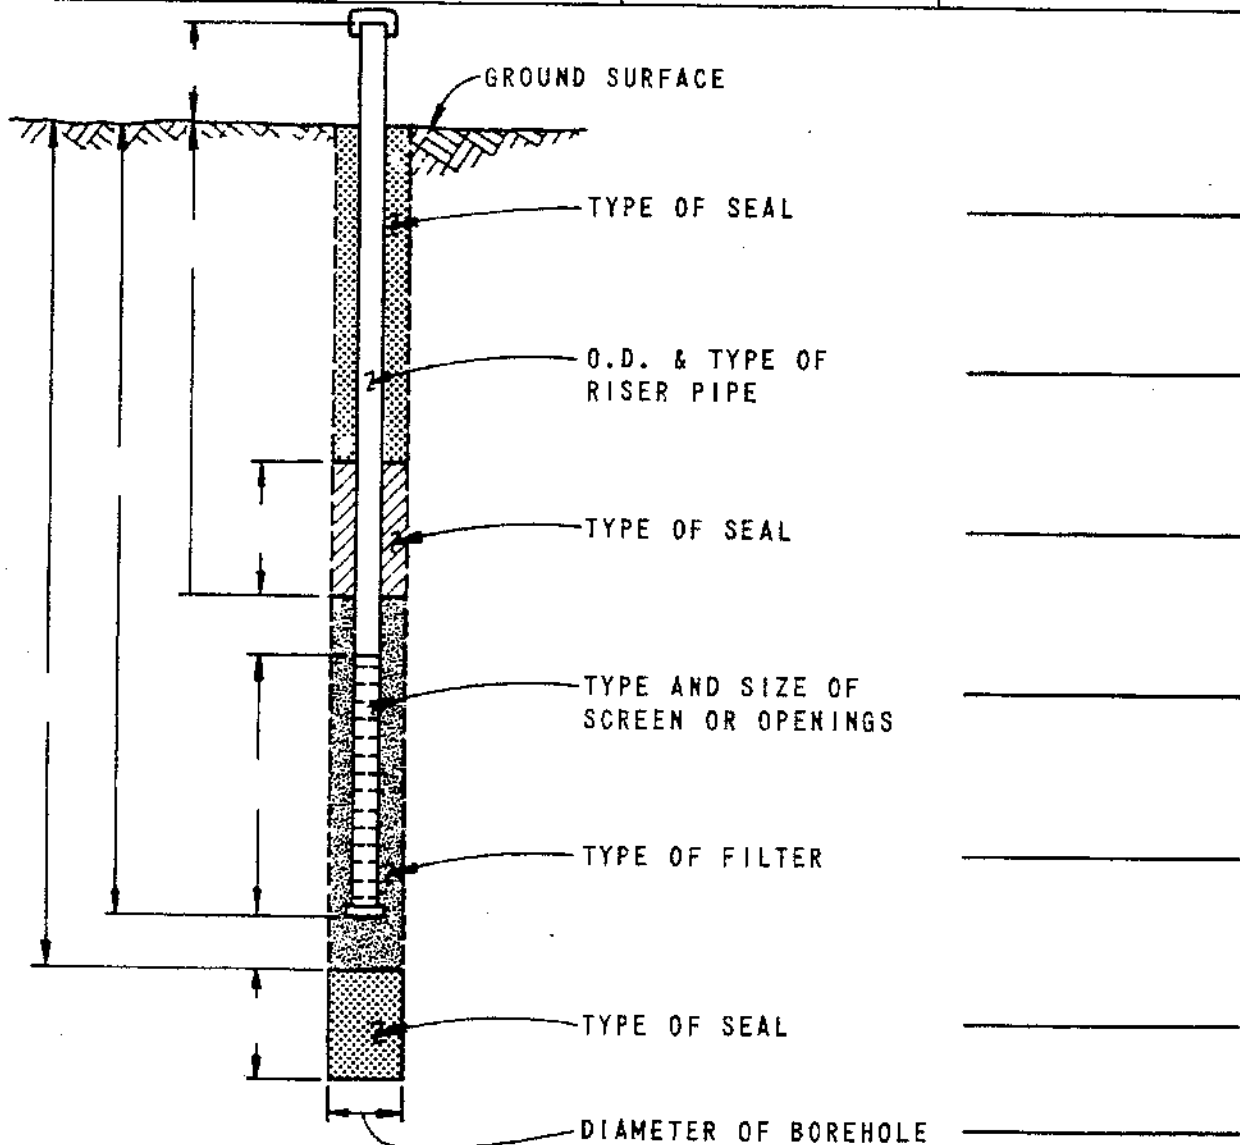 GROUND SURFACE
TYPE OF SEAL
O.D. & TYPE OF
RISER PIPE
TYPE OF SEAL
TYPE AND SIZE OF
SCREEN OR OPENINGS
TYPE OF FILTER
TYPE OF SEAL
DIAMETER OF BOREHOLE